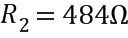 R₂ = 484Ω